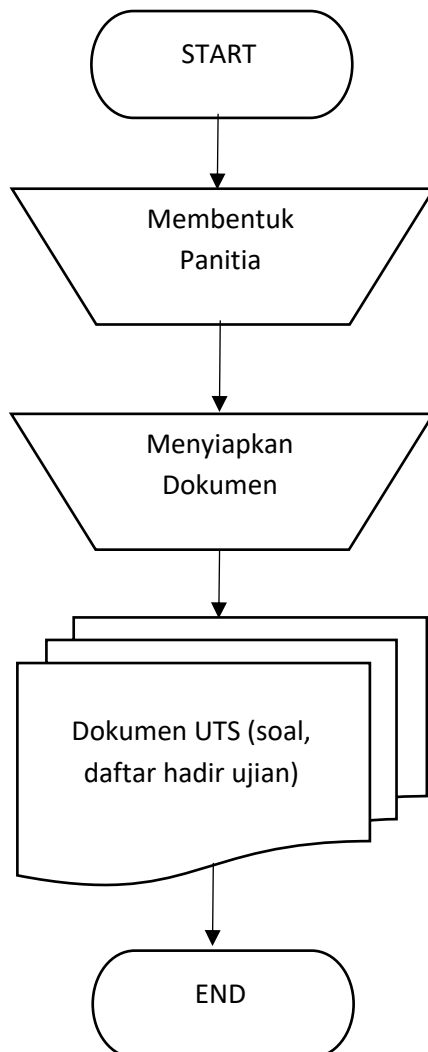 START
Membentuk
Panitia
Menyiapkan
Dokumen
Dokumen UTS (soal,
daftar hadir ujian)
END